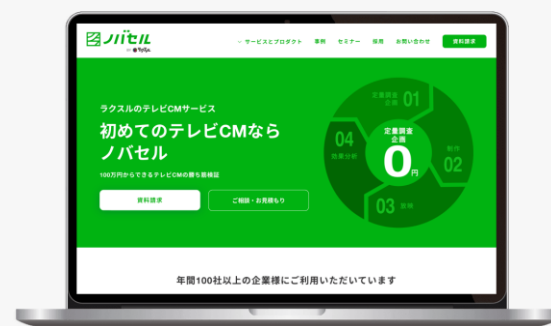 ノバセル
by ラクスル
サービスとプロダクト 事例 セミナー 採用 お問い合わせ 資料請求
ラクスルのテレビCMサービス
初めてのテレビCMなら
ノバセル
100万円からできるテレビCMの勝ち筋検証
資料請求 ご相談・お見積もり
定量調査
企画 01
制作
02
03 放映
04
効果分析
定量調査
企画
0円
年間100社以上の企業様にご利用いただいています